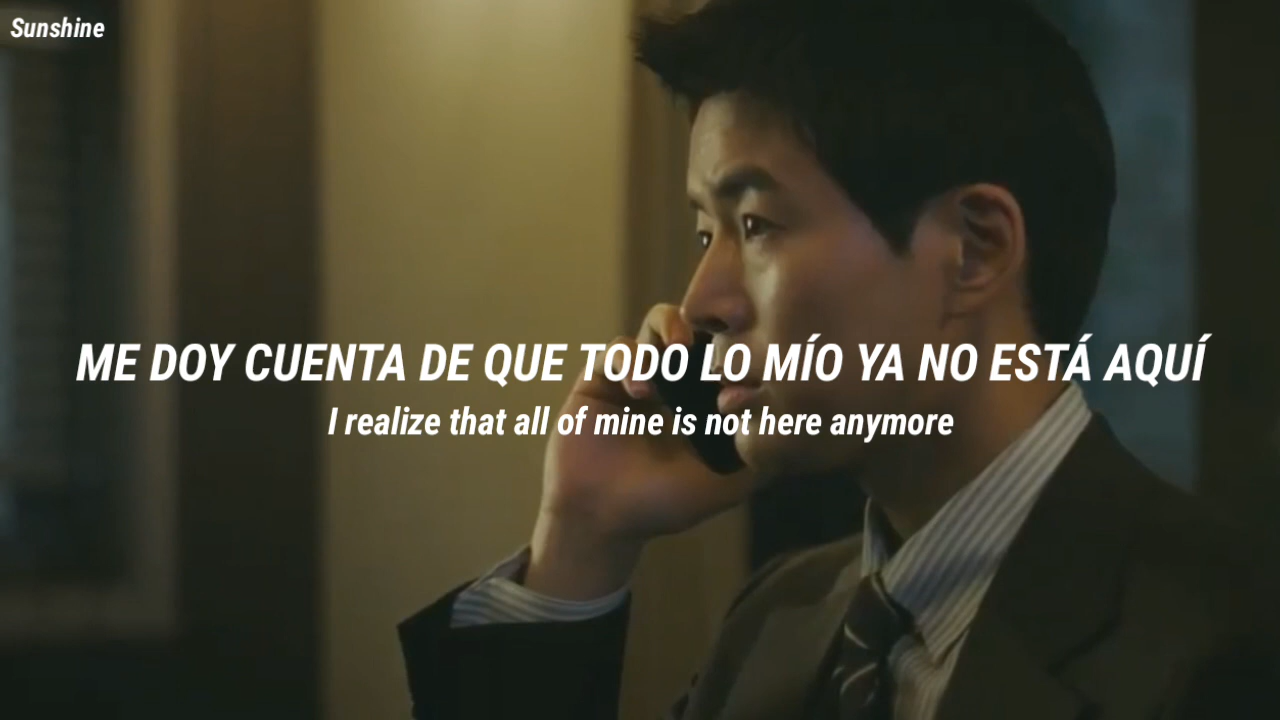 Sunshine
ME DOY CUENTA DE QUE TODO LO MÍO YA NO ESTÁ AQUÍ
I realize that all of mine is not here anymore